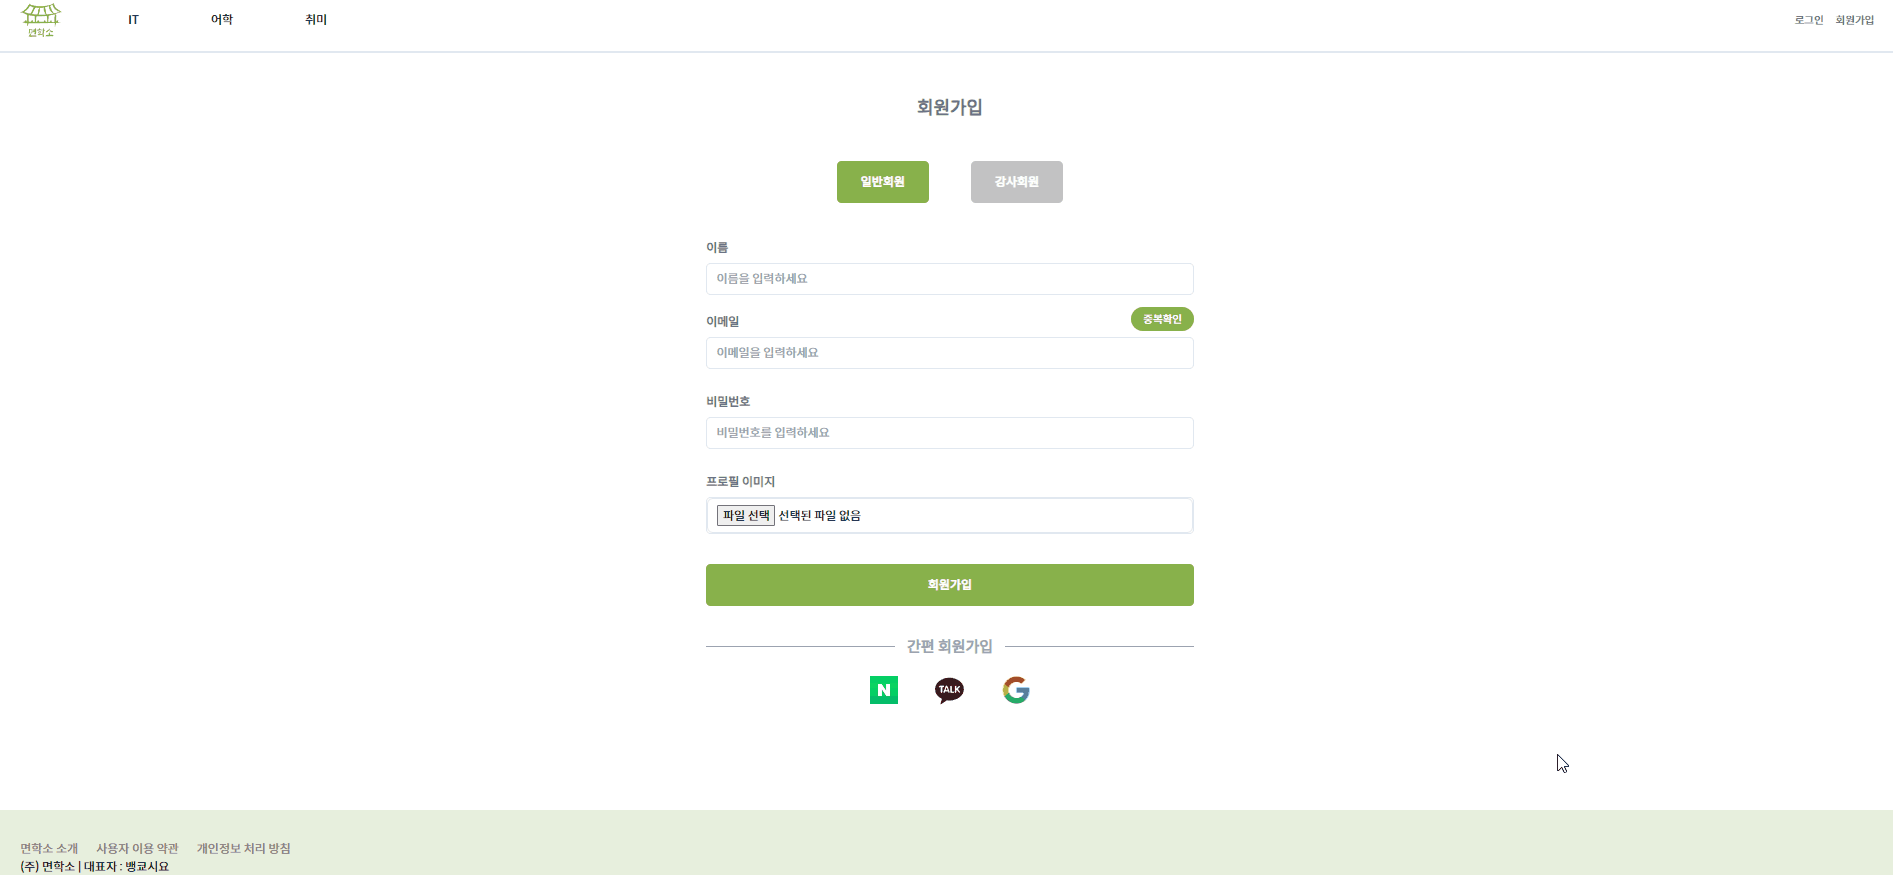 면학소
IT 어학 취미
로그인 회원가입
회원가입
일반회원 강사회원
이름
이름을 입력하세요
이메일 중복확인
이메일을 입력하세요
비밀번호
비밀번호를 입력하세요
프로필 이미지
파일 선택 선택된 파일 없음
회원가입
간편 회원가입
N TALK G
면학소 소개 사용자 이용 약관 개인정보 처리 방침
(주) 면학소 | 대표자 : 뱅쿄시요